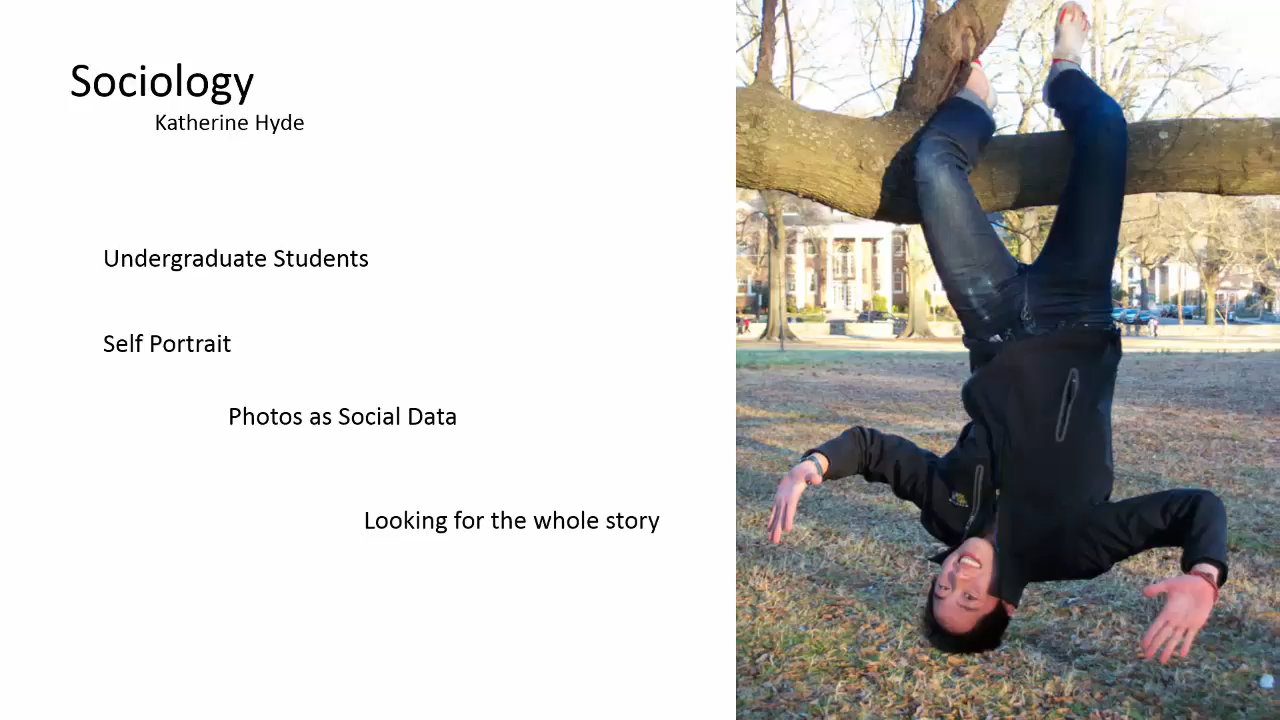 Sociology
Katherine Hyde
Undergraduate Students
Self Portrait
Photos as Social Data
Looking for the whole story